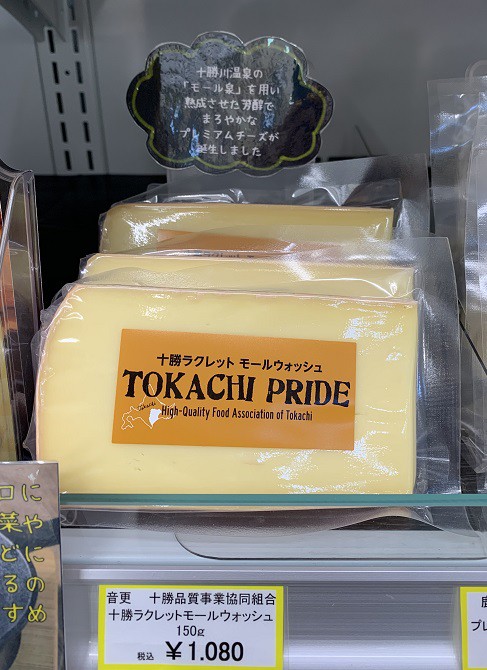 十勝川温泉の
「モール泉」を用い
熟成させた芳醇で
まろやかな
プレミアムチーズが
誕生しました
十勝ラクレット モールウォッシュ
TOKACHI PRIDE
Tokachi
High-Quality Food Association of Tokachi
音更 十勝品質事業協同組合
十勝ラクレットモールウォッシュ
150g
税込 ¥1,080